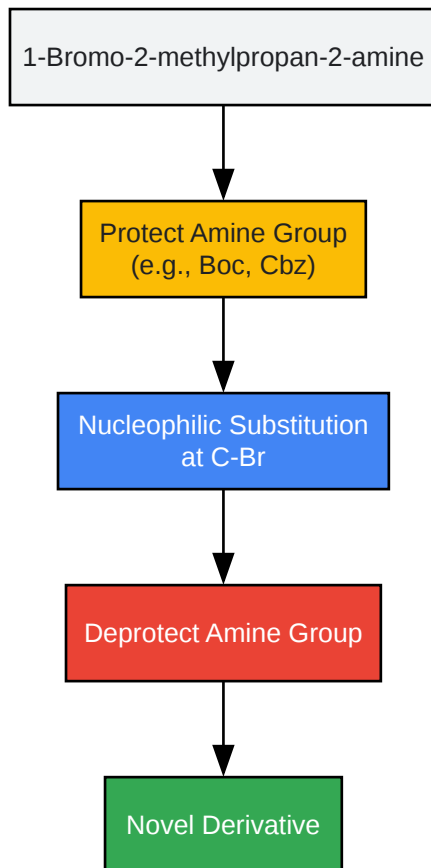 1-Bromo-2-methylpropan-2-amine
Protect Amine Group
(e.g., Boc, Cbz)
Nucleophilic Substitution
at C-Br
Deprotect Amine Group
Novel Derivative